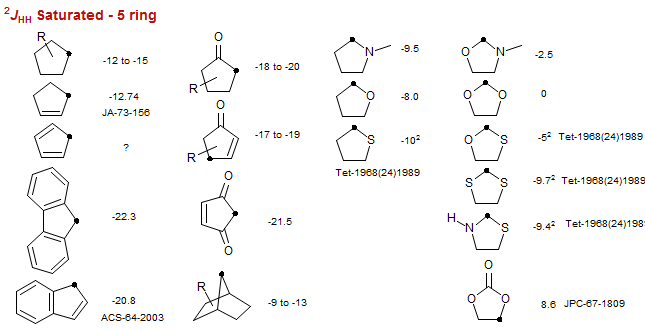 ²JHH Saturated - 5 ring
R
-12 to -15
O
R
-18 to -20
N
-9.5
O
N
-2.5
-12.74
JA-73-156
O
R
-17 to -19
O
-8.0
O
O
0
?
S
-10²
Tet-1968(24)1989
O
S
-5² Tet-1968(24)1989
-22.3
O
O
-21.5
S
S
-9.7² Tet-1968(24)1989
H
N
S
-9.4² Tet-1968(24)198
-20.8
ACS-64-2003
R
-9 to -13
O
O
O
8.6 JPC-67-1809